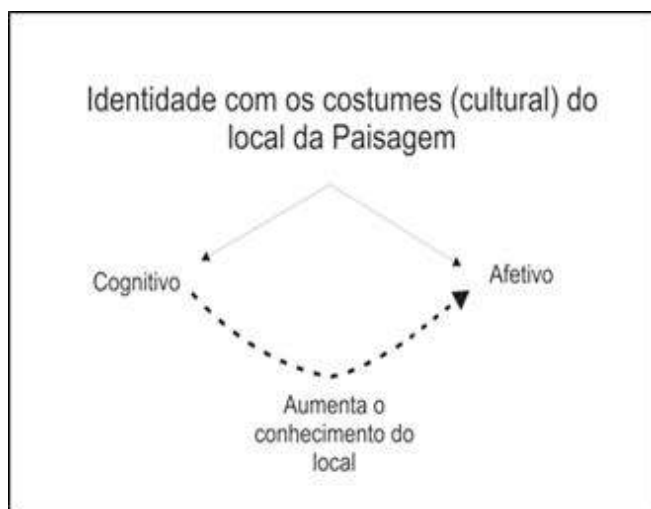 Identidade com os costumes (cultural) do
local da Paisagem
Cognitivo
Afetivo
Aumenta o
conhecimento do
local